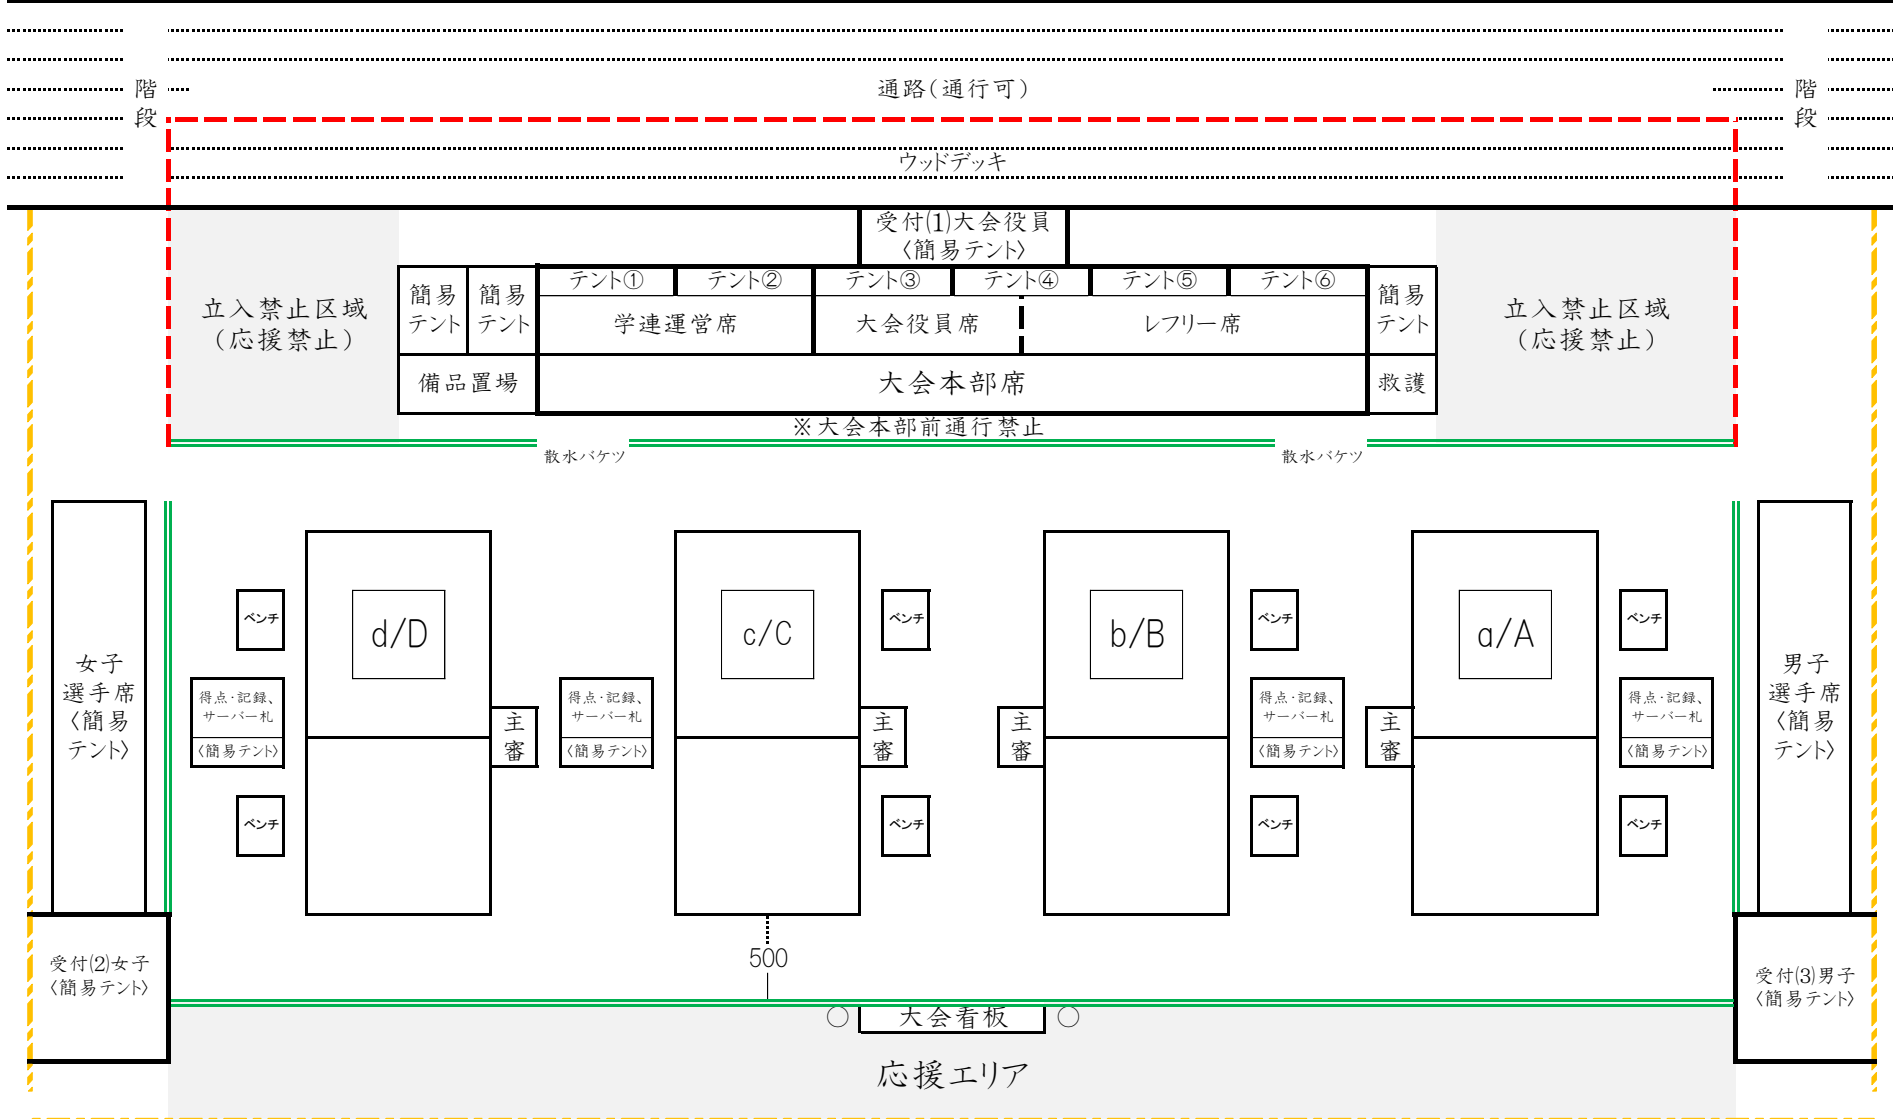 階
段
通路(通行可)
階
段
ウッドデッキ
受付(1)大会役員
〈簡易テント〉
立入禁止区域
(応援禁止)
簡易
テント
簡易
テント
テント①
テント②
テント③
テント④
テント⑤
テント⑥
学連運営席
大会役員席
レフリー席
簡易
テント
立入禁止区域
(応援禁止)
備品置場
大会本部席
救護
※大会本部前通行禁止
散水バケツ
散水バケツ
女子
選手席
〈簡易
テント〉
ベンチ
得点・記録、
サーバー札
〈簡易テント〉
ベンチ
d/D
主
審
得点・記録、
サーバー札
〈簡易テント〉
c/C
ベンチ
主
審
ベンチ
主
審
b/B
ベンチ
得点・記録、
サーバー札
〈簡易テント〉
ベンチ
主
審
a/A
ベンチ
得点・記録、
サーバー札
〈簡易テント〉
ベンチ
男子
選手席
〈簡易
テント〉
受付(2)女子
〈簡易テント〉
500
受付(3)男子
〈簡易テント〉
○
大会看板
○
応援エリア